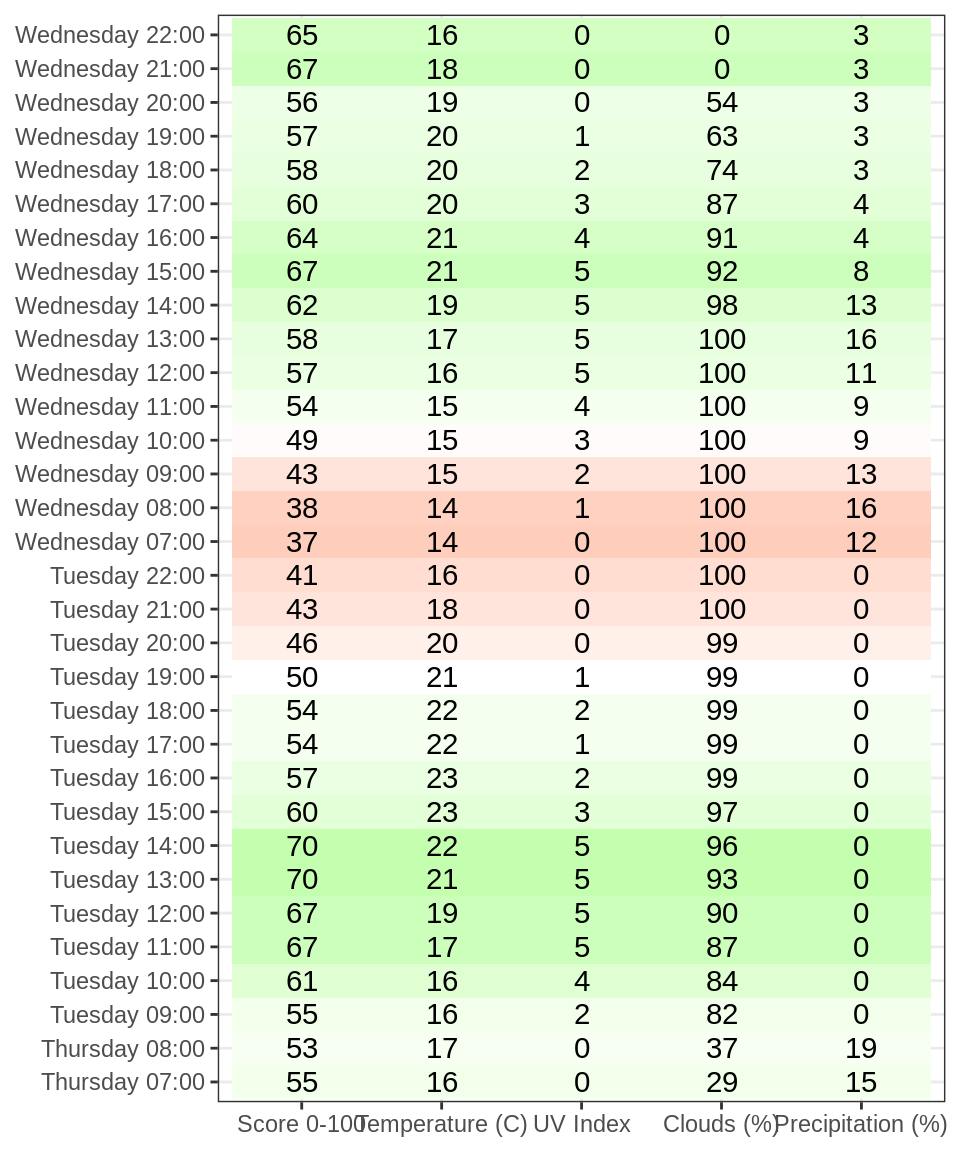 Wednesday 22:00 65 16 0 0 3
Wednesday 21:00 67 18 0 0 3
Wednesday 20:00 56 19 0 54 3
Wednesday 19:00 57 20 1 63 3
Wednesday 18:00 58 20 2 74 3
Wednesday 17:00 60 20 3 87 4
Wednesday 16:00 64 21 4 91 4
Wednesday 15:00 67 21 5 92 8
Wednesday 14:00 62 19 5 98 13
Wednesday 13:00 58 17 5 100 16
Wednesday 12:00 57 16 5 100 11
Wednesday 11:00 54 15 4 100 9
Wednesday 10:00 49 15 3 100 9
Wednesday 09:00 43 15 2 100 13
Wednesday 08:00 38 14 1 100 16
Wednesday 07:00 37 14 0 100 12
Tuesday 22:00 41 16 0 100 0
Tuesday 21:00 43 18 0 100 0
Tuesday 20:00 46 20 0 99 0
Tuesday 19:00 50 21 1 99 0
Tuesday 18:00 54 22 2 99 0
Tuesday 17:00 54 22 1 99 0
Tuesday 16:00 57 23 2 99 0
Tuesday 15:00 60 23 3 97 0
Tuesday 14:00 70 22 5 96 0
Tuesday 13:00 70 21 5 93 0
Tuesday 12:00 67 19 5 90 0
Tuesday 11:00 67 17 5 87 0
Tuesday 10:00 61 16 4 84 0
Tuesday 09:00 55 16 2 82 0
Thursday 08:00 53 17 0 37 19
Thursday 07:00 55 16 0 29 15
Score 0-100 Temperature (C) UV Index Clouds (%) Precipitation (%)